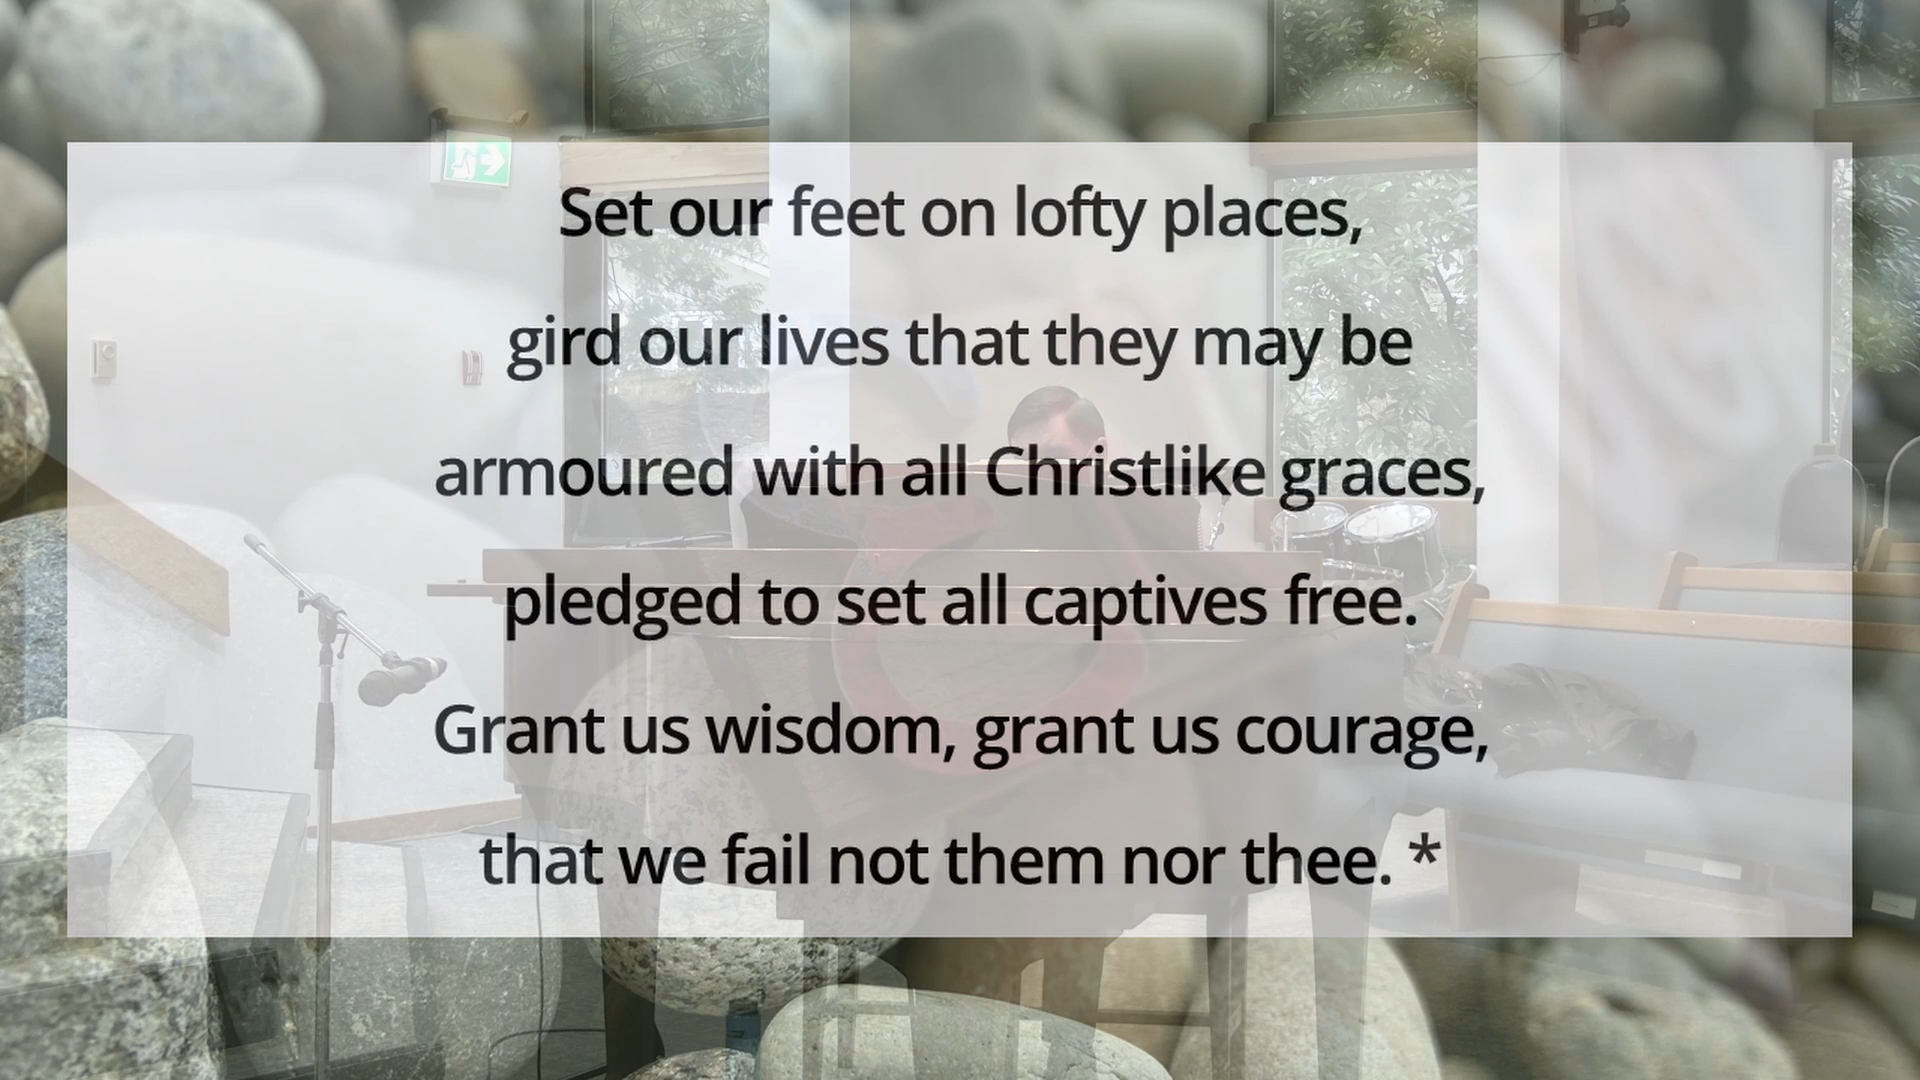 Set our feet on lofty places,
gird our lives that they may be
armoured with all Christlike graces,
pledged to set all captives free.
Grant us wisdom, grant us courage,
that we fail not them nor thee. *